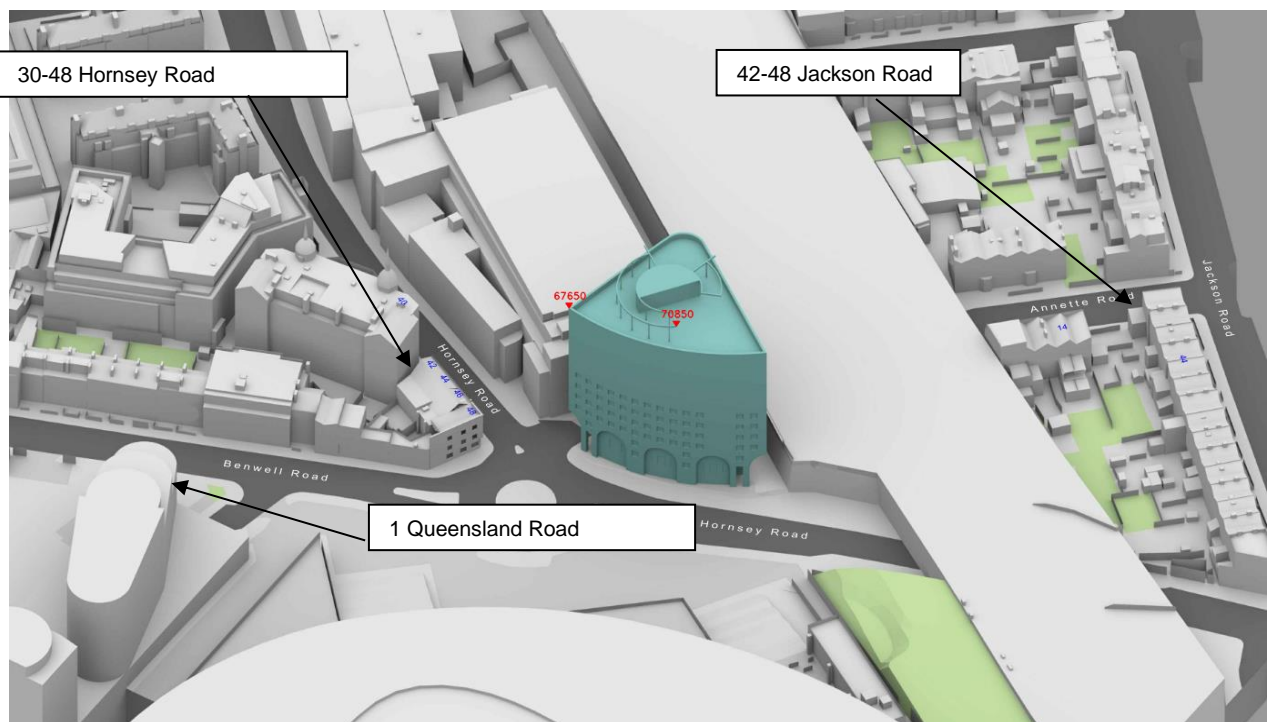 30-48 Hornsey Road
42-48 Jackson Road
67650
70850
Annette Road
Jackson Road
14
44
Hornsey Road
42
44
46
48
Benwell Road
1 Queensland Road
Hornsey Road